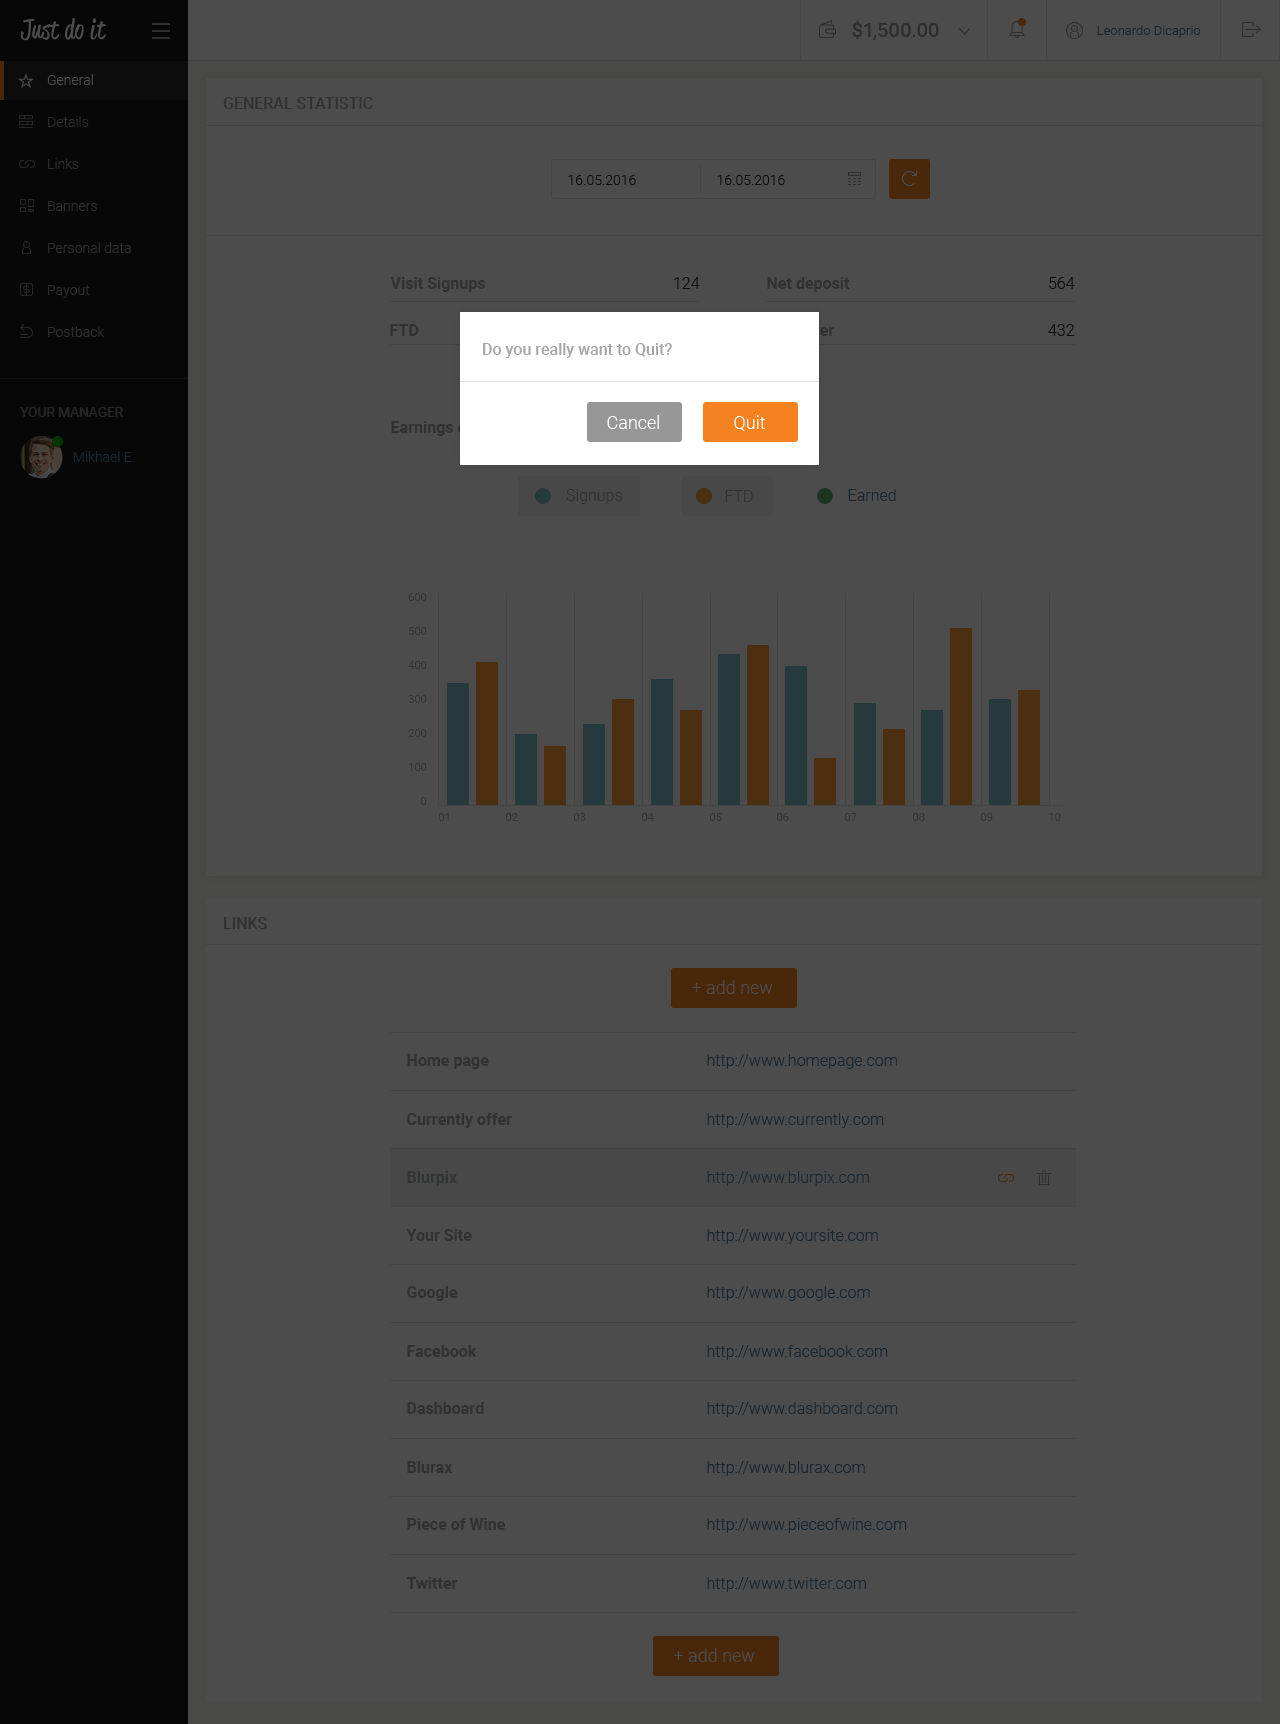 Just do it
$1,500.00
Leonardo Dicaprio
General
Details
Links
Banners
Personal data
Payout
Postback
YOUR MANAGER
Mikhael E.
GENERAL STATISTIC
16.05.2016 16.05.2016
Visit Signups 124 Net deposit 564
FTD 432
Do you really want to Quit?
Cancel Quit
Earnings
Signups FTD Earned
600
500
400
300
200
100
0
01 02 03 04 05 06 07 08 09 10
LINKS
+ add new
Home page http://www.homepage.com
Currently offer http://www.currently.com
Blurpix http://www.blurpix.com
Your Site http://www.yoursite.com
Google http://www.google.com
Facebook http://www.facebook.com
Dashboard http://www.dashboard.com
Blurax http://www.blurax.com
Piece of Wine http://www.pieceofwine.com
Twitter http://www.twitter.com
+ add new